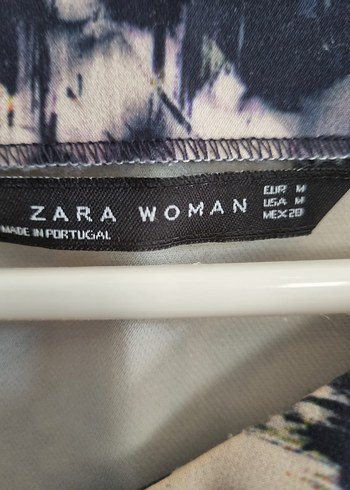 ZARA WOMAN
MADE IN PORTUGAL
EUR M
USA M
MEX 28